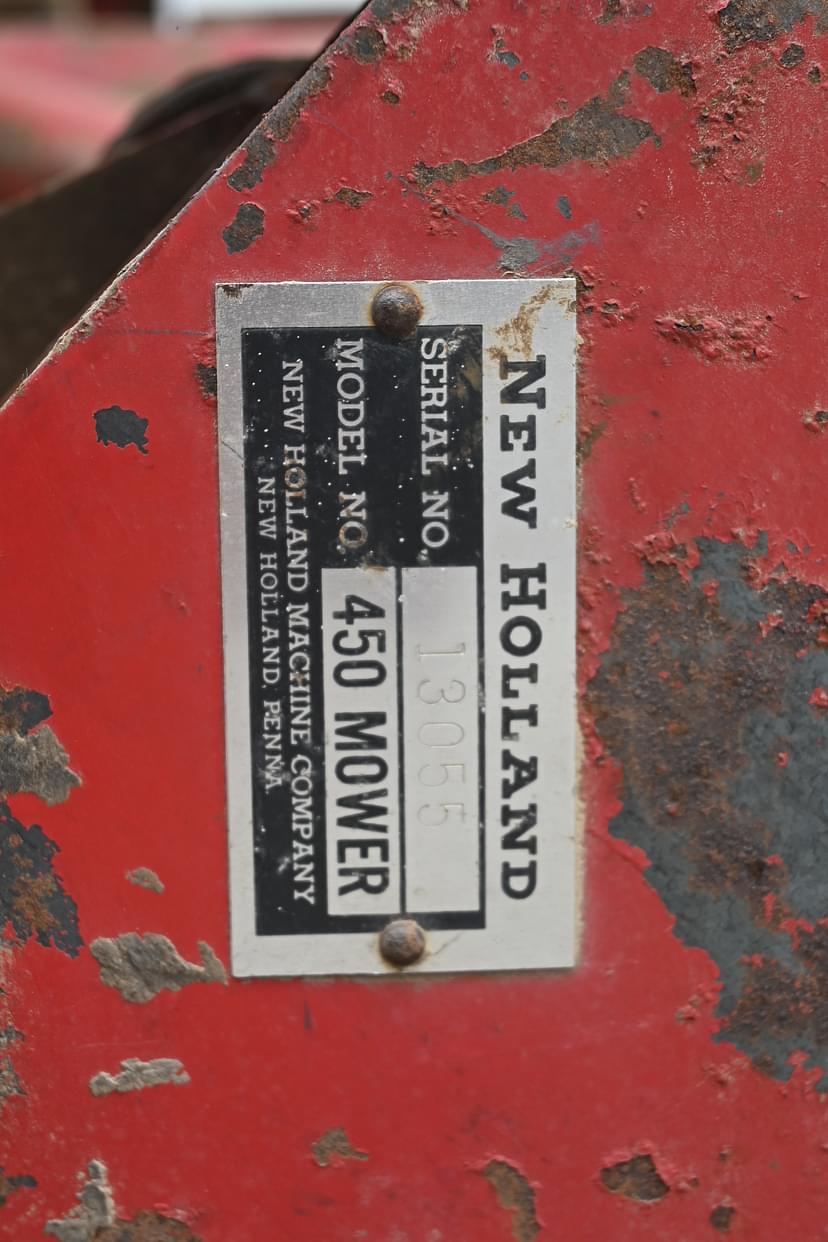 NEW HOLLAND
SERIAL NO. 13055
MODEL NO. 450 MOWER
NEW HOLLAND MACHINE COMPANY
NEW HOLLAND, PENNA